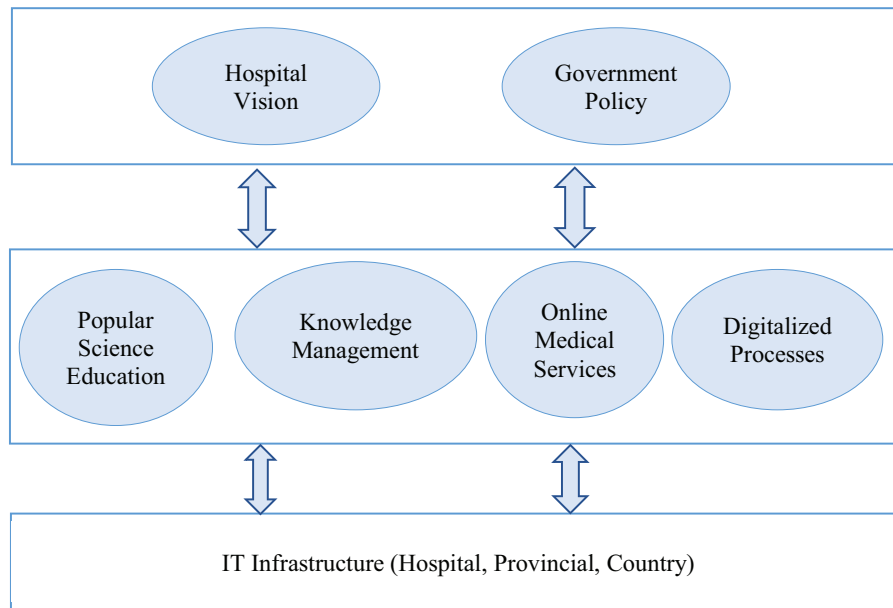 Hospital
Vision
Government
Policy
Popular
Science
Education
Knowledge
Management
Online
Medical
Services
Digitalized
Processes
IT Infrastructure (Hospital, Provincial, Country)